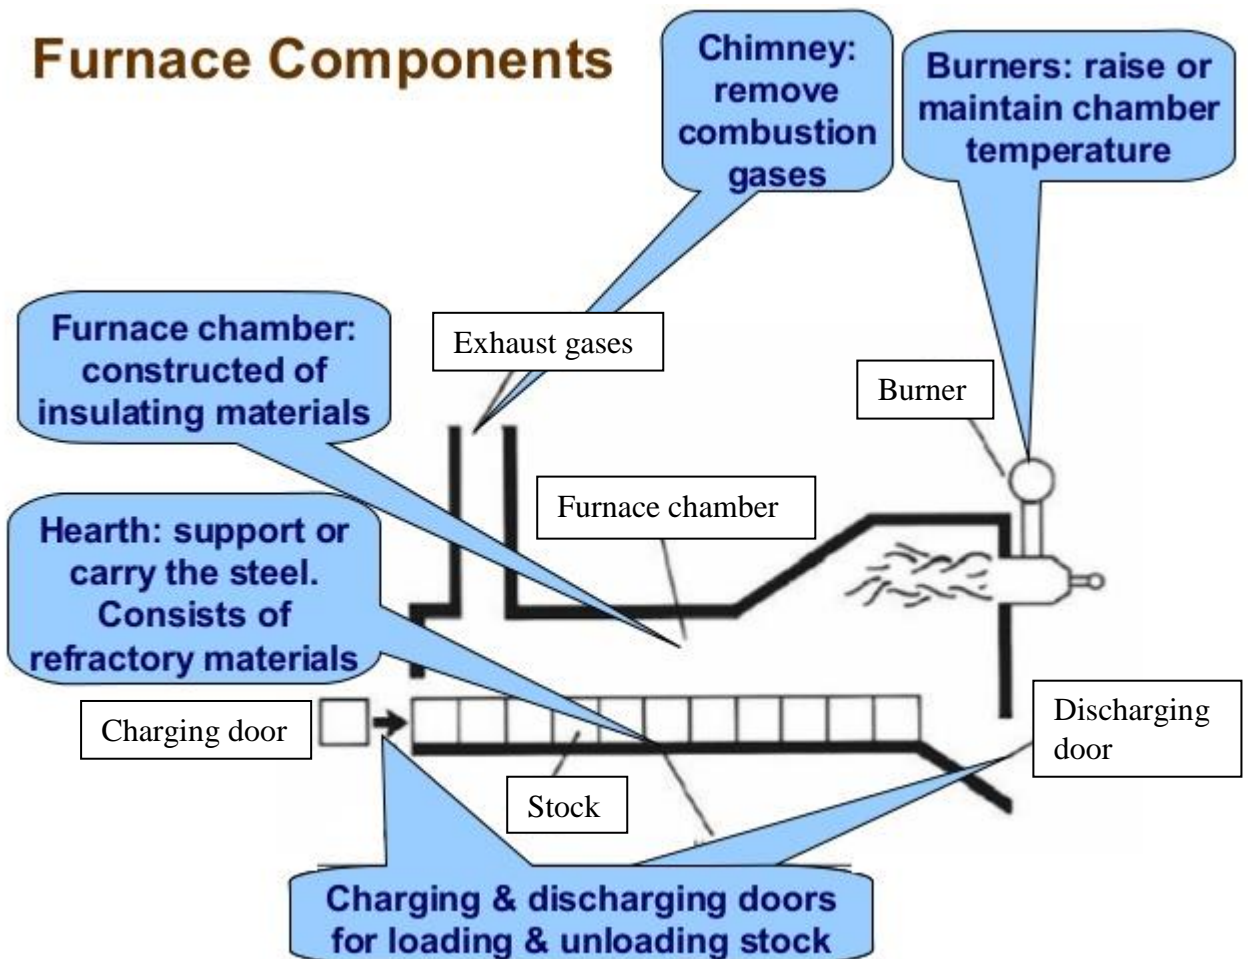 Furnace Components
Chimney:
remove
combustion
gases
Burners: raise or
maintain chamber
temperature
Furnace chamber:
constructed of
insulating materials
Exhaust gases
Burner
Furnace chamber
Hearth: support or
carry the steel.
Consists of
refractory materials
Charging door
Discharging
door
Stock
Charging & discharging doors
for loading & unloading stock